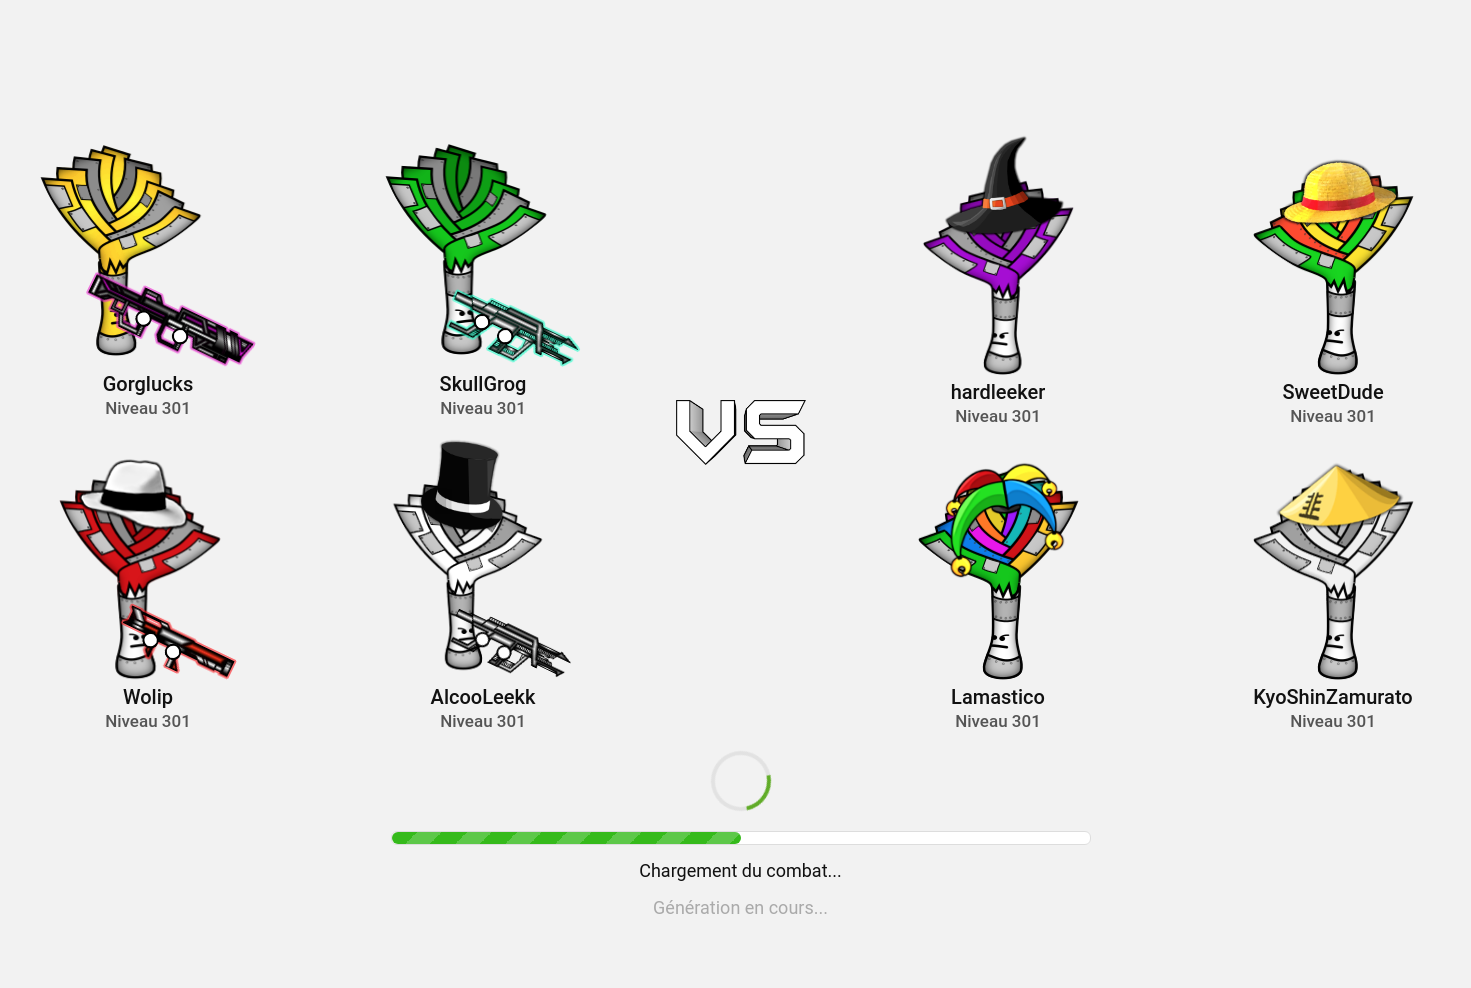 Gorglucks
Niveau 301
SkullGrog
Niveau 301
Wolip
Niveau 301
AlcooLeekk
Niveau 301
VS
hardleeker
Niveau 301
SweetDude
Niveau 301
Lamastico
Niveau 301
KyoShinZamurato
Niveau 301
Chargement du combat...
Génération en cours...